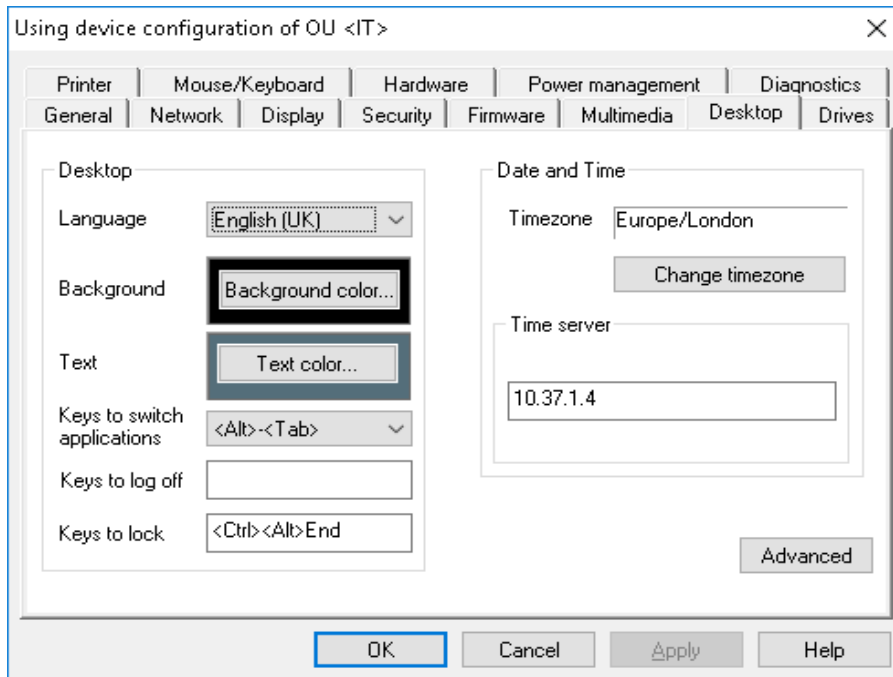 Using device configuration of OU <IT>
Printer Mouse/Keyboard Hardware Power management Diagnostics
General Network Display Security Firmware Multimedia Desktop Drives
Desktop
Language English (UK)
Background Background color...
Text Text color...
Keys to switch
applications <Alt>-<Tab>
Keys to log off
Keys to lock <Ctrl><Alt>End
Date and Time
Timezone Europe/London
Change timezone
Time server
10.37.1.4
Advanced
OK Cancel Apply Help